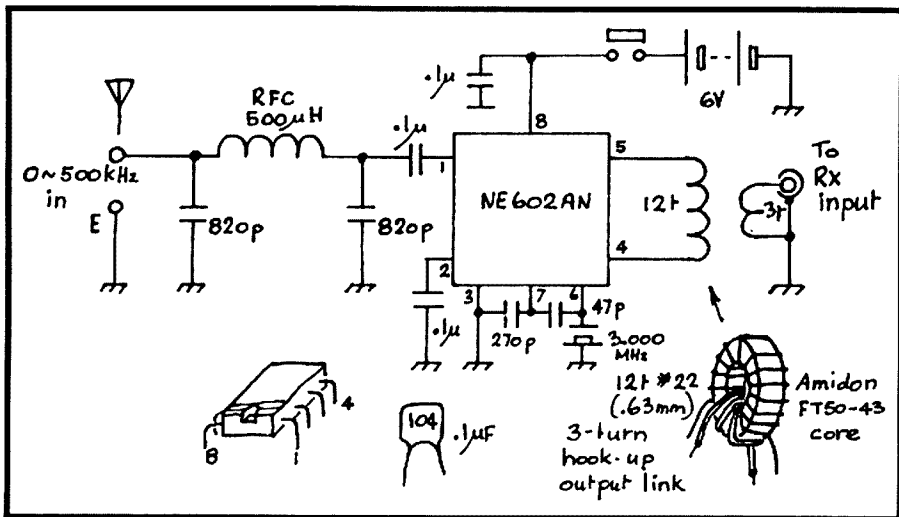 .1µ
6V
RFC
500µH
.1µ
8
0~500kHz
in
E
1
NE602AN
5
12t
3t
To
Rx
input
820p
820p
2
4
3
7
6
.1µ
270p
47p
3.000
MHz
8
1
4
104
.1µF
12t #22
(.63mm)
3-turn
hook-up
output link
Amidon
FT50-43
core